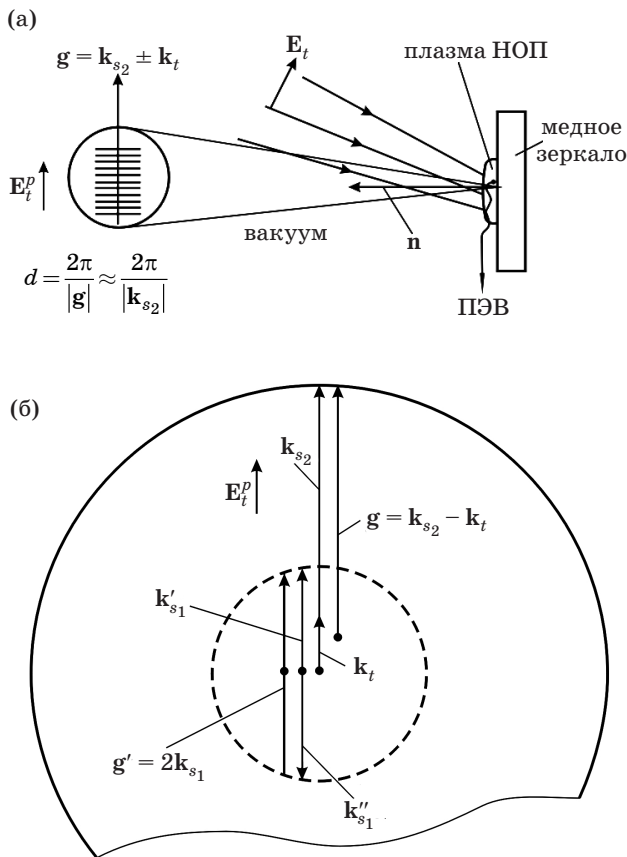 (а)
g = k_{s_2} ± k_t
E_t
плазма НОП
медное
зеркало
E_t^p
вакуум
n
d = 2π/|g| ≈ 2π/|k_{s_2}|
ПЭВ
(б)
k_{s_2}
E_t^p
g = k_{s_2} − k_t
k'_{s_1}
k_t
g' = 2k_{s_1}
k''_{s_1}